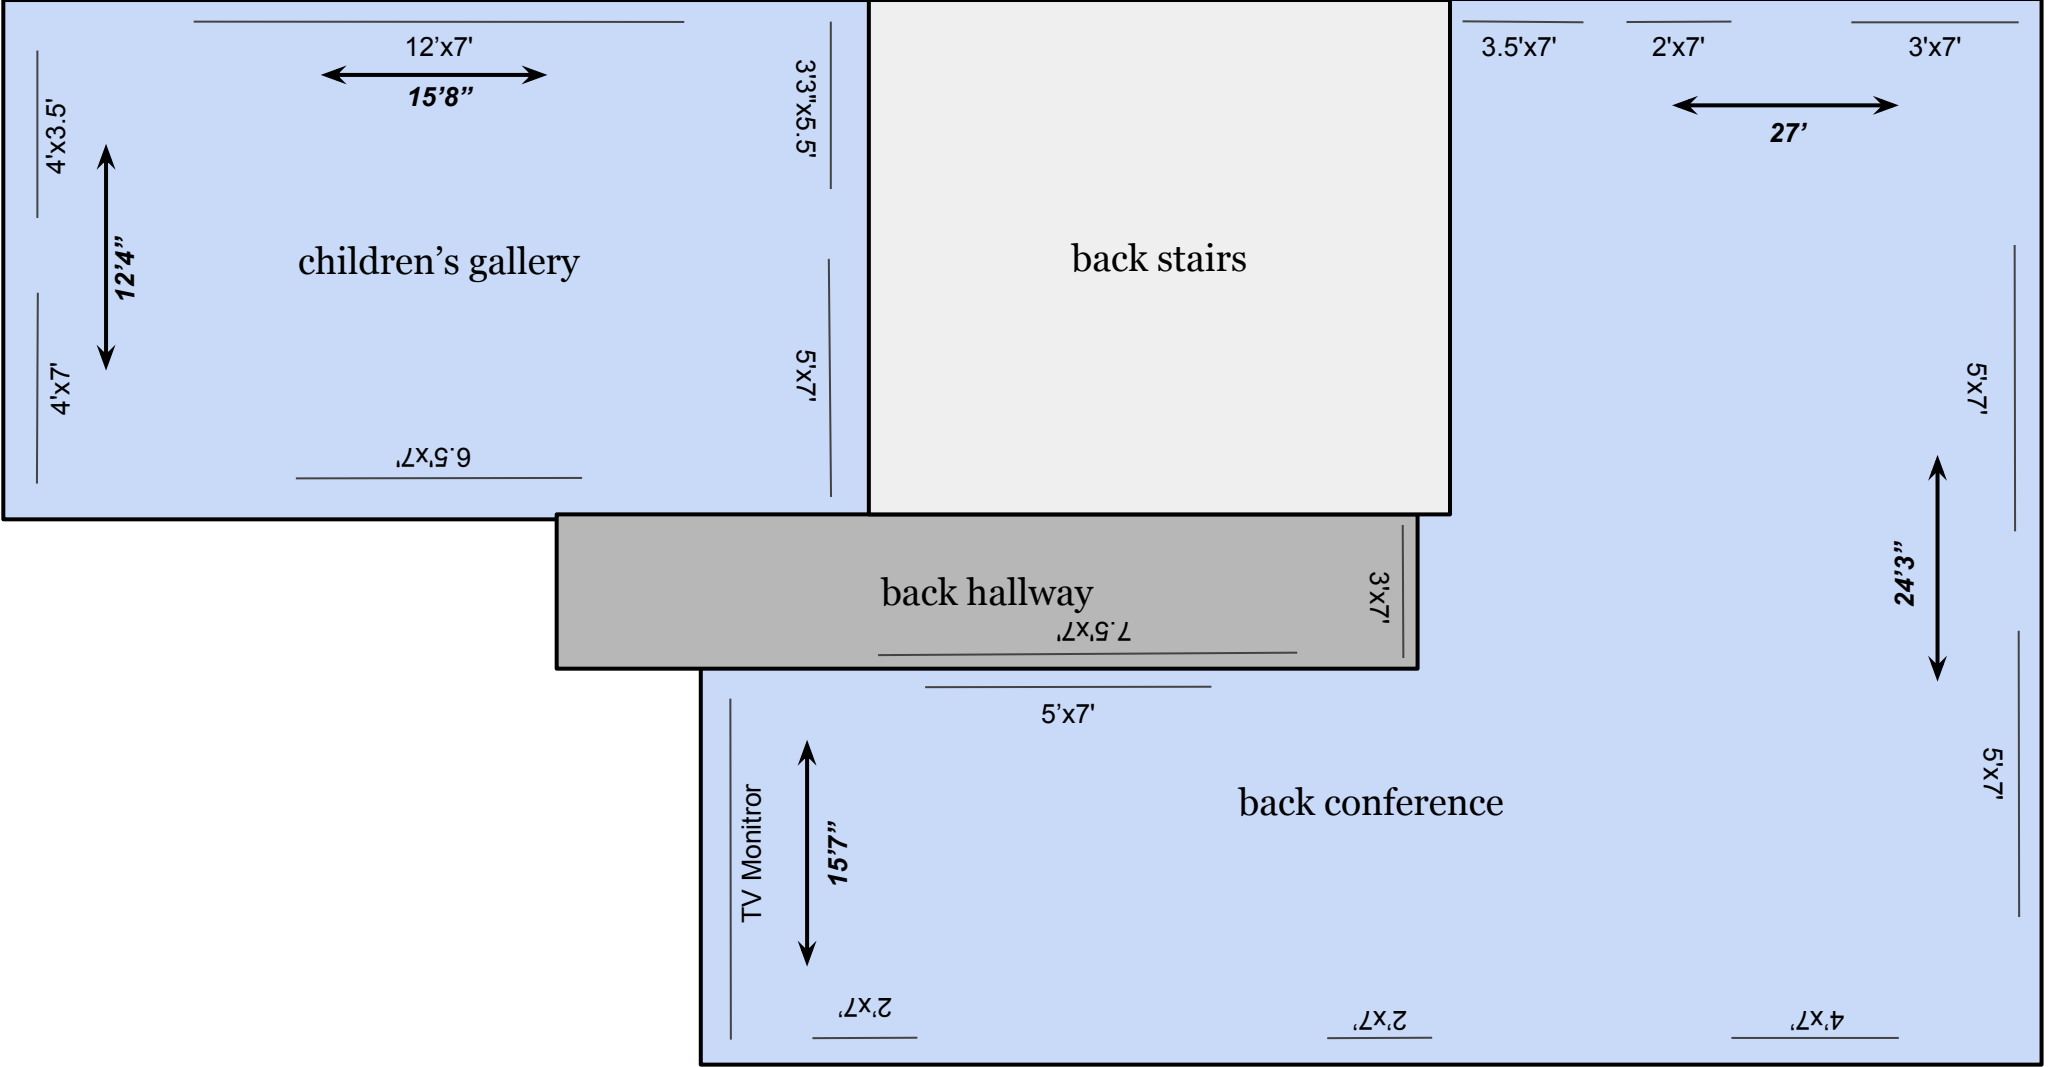 12’x7'
15’8”
4'x3.5'
3'3"x5.5'
12’4”
children’s gallery
4'x7'
5'x7'
6.5'x7'
back stairs
3.5'x7'
2'x7'
3'x7'
27’
5'x7'
24’3”
5'x7'
back hallway
7.5'x7'
3'x7'
5’x7'
TV Monitror
15’7”
back conference
2’x7’
2’x7’
4’x7’